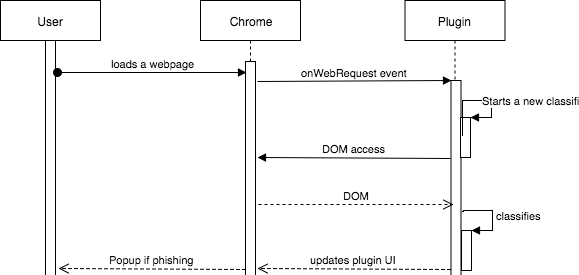 User
Chrome
Plugin
loads a webpage
onWebRequest event
Starts a new classifi
DOM access
DOM
classifies
Popup if phishing
updates plugin UI